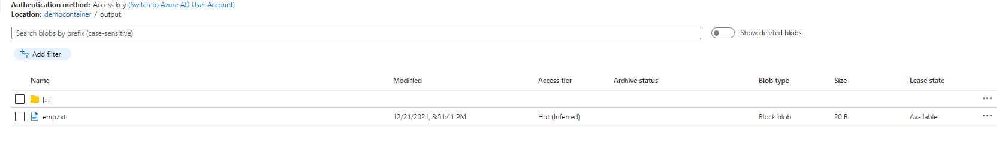 Authentication method: Access key (Switch to Azure AD User Account)
Location: democontainer / output
Search blobs by prefix (case-sensitive)
Show deleted blobs
Add filter
Name Modified Access tier Archive status Blob type Size Lease state
[..]
emp.txt 12/21/2021, 8:51:41 PM Hot (Inferred) Block blob 20 B Available